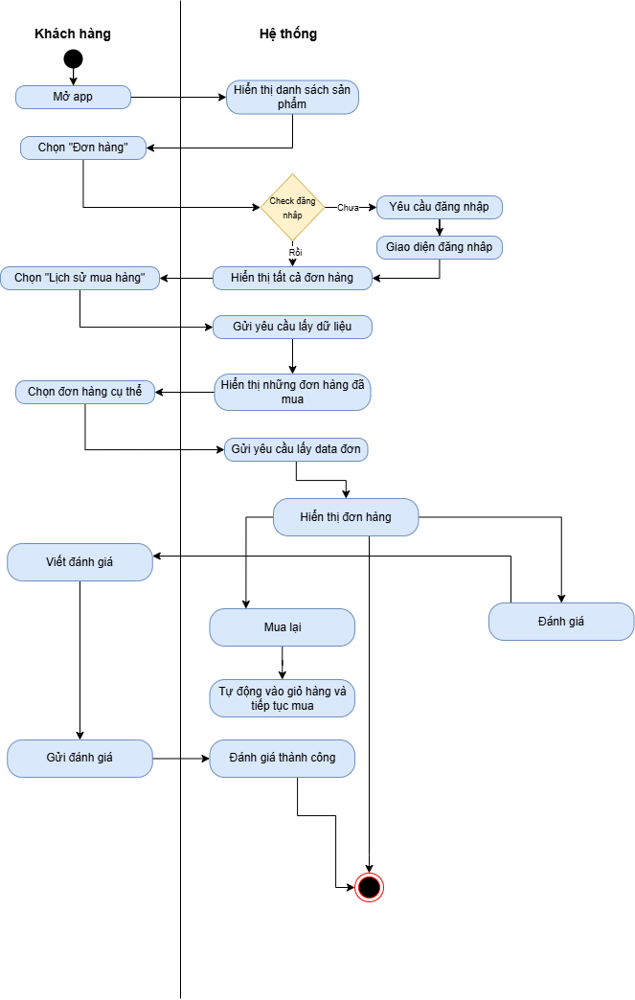 Khách hàng
Hệ thống
Mở app
Hiển thị danh sách sản
phẩm
Chọn "Đơn hàng"
Check đăng
nhập
Chưa
Yêu cầu đăng nhập
Giao diện đăng nhâp
Rồi
Chọn "Lịch sử mua hàng"
Hiển thị tất cả đơn hàng
Gửi yêu cầu lấy dữ liệu
Chọn đơn hàng cụ thể
Hiển thị những đơn hàng đã
mua
Gửi yêu cầu lấy data đơn
Hiển thị đơn hàng
Viết đánh giá
Đánh giá
Mua lại
Tự động vào giỏ hàng và
tiếp tục mua
Gửi đánh giá
Đánh giá thành công